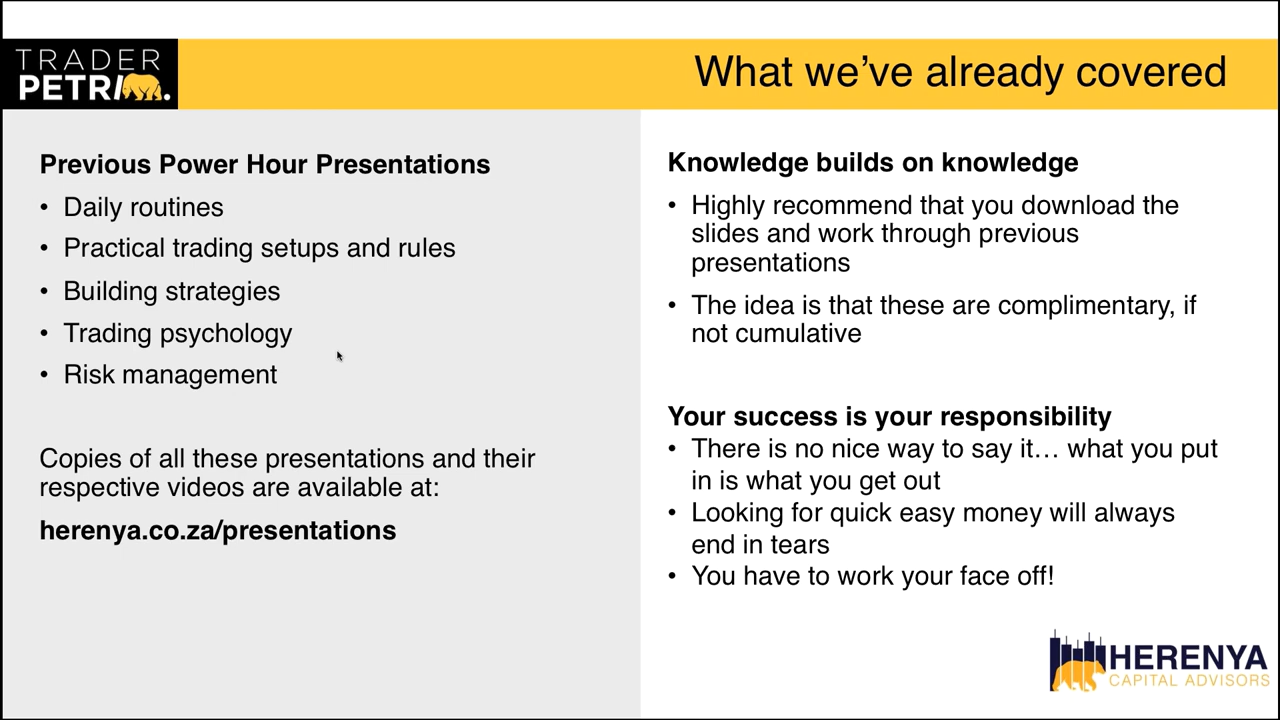 TRADER
PETRI
What we’ve already covered
Previous Power Hour Presentations
• Daily routines
• Practical trading setups and rules
• Building strategies
• Trading psychology
• Risk management
Copies of all these presentations and their
respective videos are available at:
herenya.co.za/presentations
Knowledge builds on knowledge
• Highly recommend that you download the
slides and work through previous
presentations
• The idea is that these are complimentary, if
not cumulative
Your success is your responsibility
• There is no nice way to say it… what you put
in is what you get out
• Looking for quick easy money will always
end in tears
• You have to work your face off!
HERENYA
CAPITAL ADVISORS